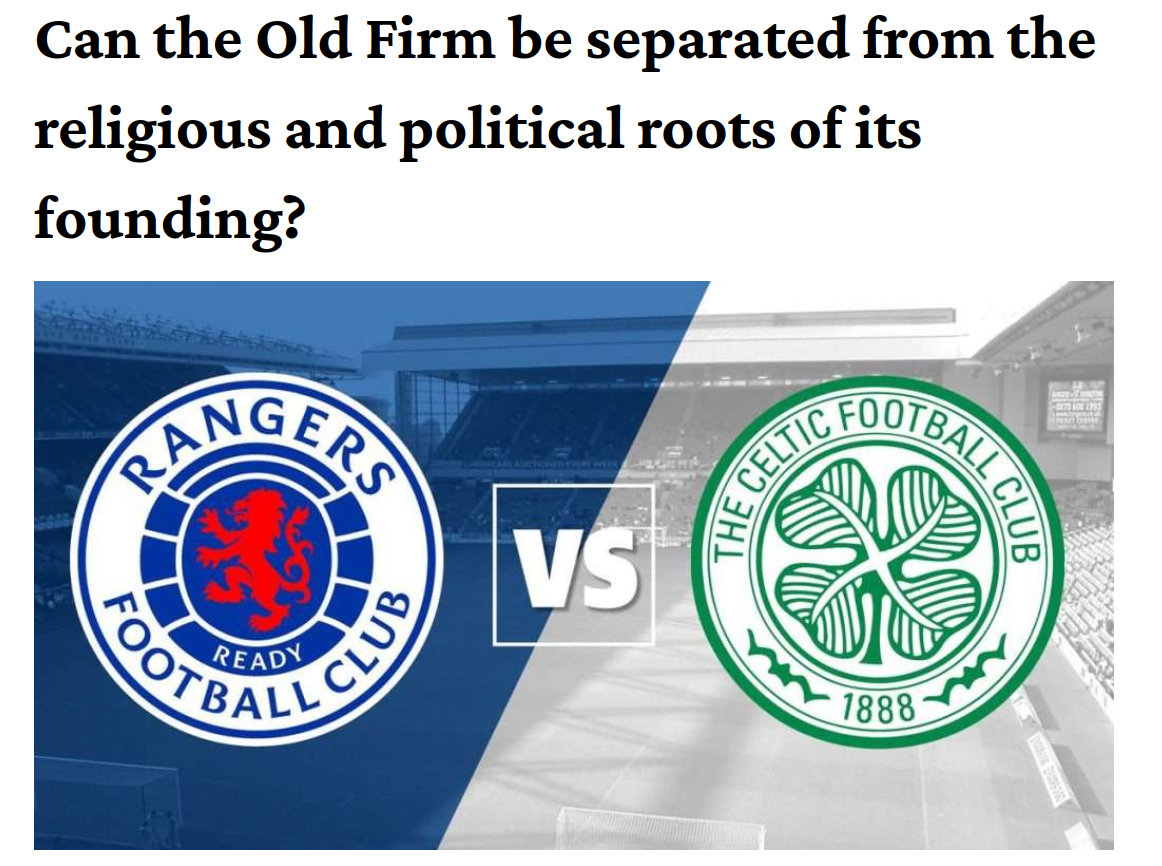 Can the Old Firm be separated from the
religious and political roots of its
founding?
RANGERS
READY
FOOTBALL CLUB
VS
THE CELTIC FOOTBALL CLUB
1888